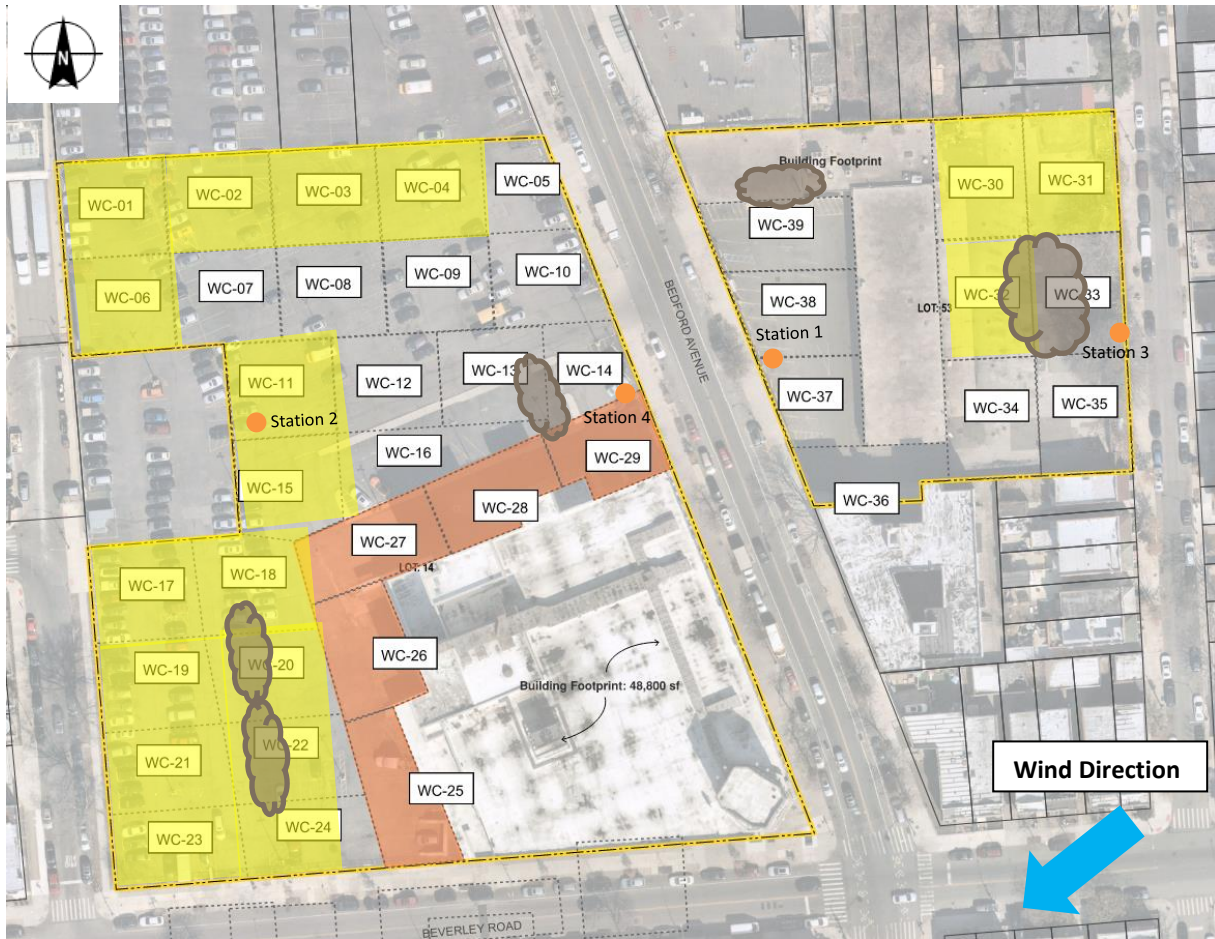 N
Building Footprint
WC-01
WC-02
WC-03
WC-04
WC-05
WC-30
WC-31
WC-39
WC-06
WC-07
WC-08
WC-09
WC-10
BEDFORD AVENUE
WC-38
LOT: 53
WC-32
WC-33
Station 1
Station 3
WC-11
WC-12
WC-13
WC-14
WC-37
WC-34
WC-35
Station 2
Station 4
WC-16
WC-29
WC-15
WC-28
WC-36
WC-27
LOT: 14
WC-17
WC-18
WC-19
WC-20
WC-26
Building Footprint: 48,800 sf
WC-21
WC-22
WC-25
Wind Direction
WC-23
WC-24
BEVERLEY ROAD